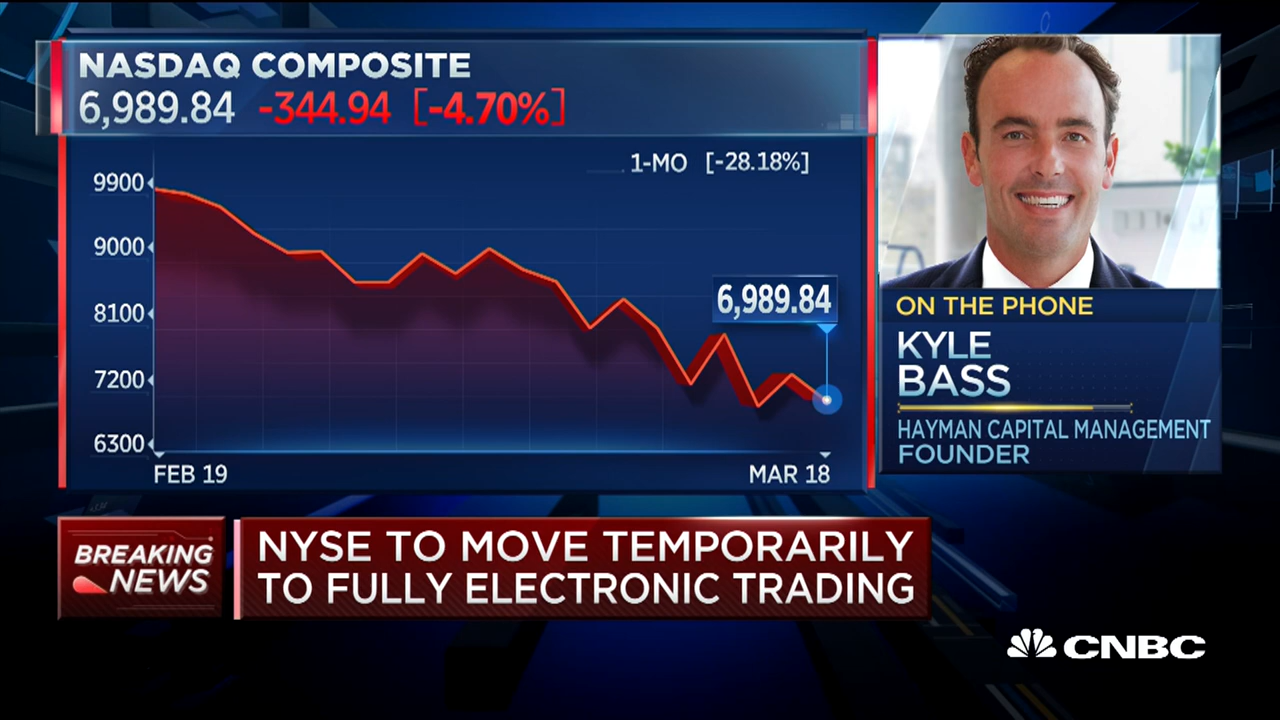 NASDAQ COMPOSITE
6,989.84 -344.94 [-4.70%]
1-MO [-28.18%]
9900
9000
8100
7200
6300
6,989.84
FEB 19
MAR 18
ON THE PHONE
KYLE
BASS
HAYMAN CAPITAL MANAGEMENT
FOUNDER
BREAKING
NEWS
NYSE TO MOVE TEMPORARILY
TO FULLY ELECTRONIC TRADING
CNBC